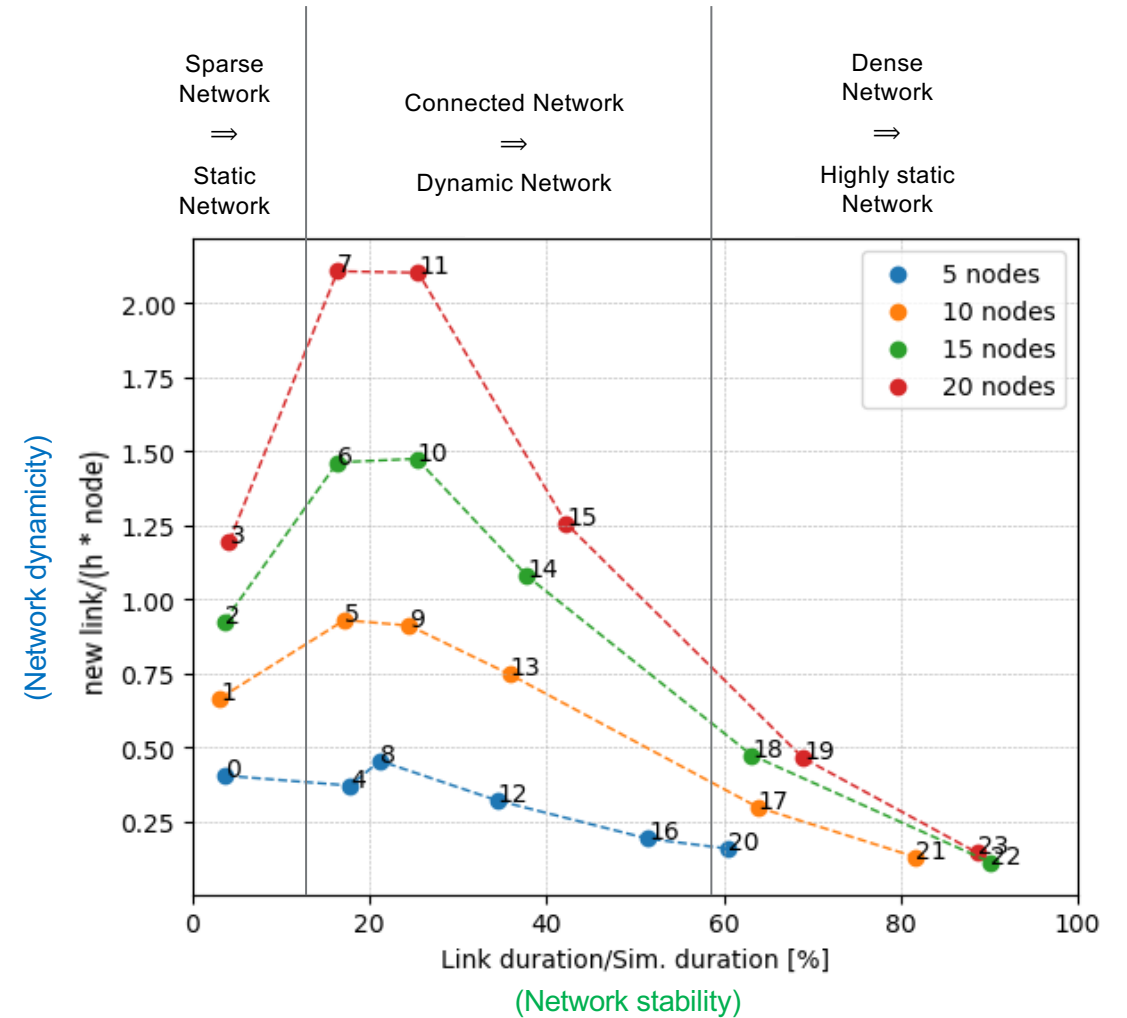 Sparse
Network
⇒
Static
Network
Connected Network
⇒
Dynamic Network
Dense
Network
⇒
Highly static
Network
(Network dynamicity)
new link/(h * node)
2.00
1.75
1.50
1.25
1.00
0.75
0.50
0.25
5 nodes
10 nodes
15 nodes
20 nodes
7
11
6
10
3
15
14
2
5
9
13
1
0
4
8
12
16
20
18
19
17
21
23
22
0
20
40
60
80
100
Link duration/Sim. duration [%]
(Network stability)